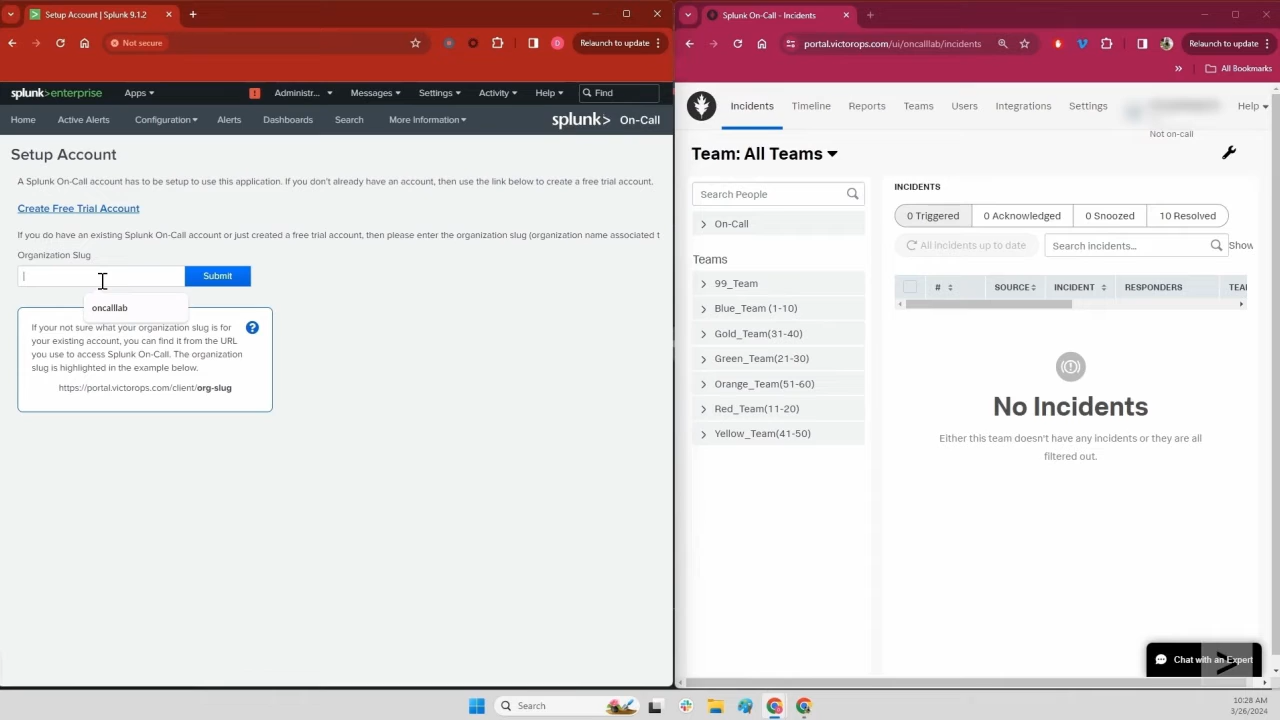 Setup Account | Splunk 9.1.2
Not secure
Relaunch to update
splunk>enterprise
Apps
Administr...
Messages
Settings
Activity
Help
Find
Home
Active Alerts
Configuration
Alerts
Dashboards
Search
More Information
splunk> On-Call
Setup Account
A Splunk On-Call account has to be setup to use this application. If you don't already have an account, then use the link below to create a free trial account.
Create Free Trial Account
If you do have an existing Splunk On-Call account or just created a free trial account, then please enter the organization slug (organization name associated t
Organization Slug
Submit
oncalllab
If your not sure what your organization slug is for
your existing account, you can find it from the URL
you use to access Splunk On-Call. The organization
slug is highlighted in the example below.
https://portal.victorops.com/client/org-slug
Splunk On-Call - Incidents
portal.victorops.com/ui/oncalllab/incidents
Relaunch to update
All Bookmarks
Incidents
Timeline
Reports
Teams
Users
Integrations
Settings
Help
Not on-call
Team: All Teams
Search People
On-Call
Teams
99_Team
Blue_Team (1-10)
Gold_Team(31-40)
Green_Team(21-30)
Orange_Team(51-60)
Red_Team(11-20)
Yellow_Team(41-50)
INCIDENTS
0 Triggered
0 Acknowledged
0 Snoozed
10 Resolved
All incidents up to date
Search incidents...
Show
#
SOURCE
INCIDENT
RESPONDERS
TEA
No Incidents
Either this team doesn't have any incidents or they are all
filtered out.
Chat with an Expert
Search
10:28 AM
3/26/2024